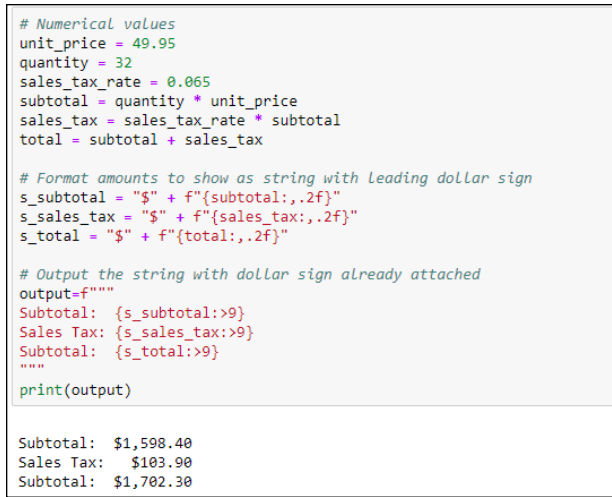 # Numerical values
unit_price = 49.95
quantity = 32
sales_tax_rate = 0.065
subtotal = quantity * unit_price
sales_tax = sales_tax_rate * subtotal
total = subtotal + sales_tax

# Format amounts to show as string with leading dollar sign
s_subtotal = "$" + f"{subtotal:,.2f}"
s_sales_tax = "$" + f"{sales_tax:,.2f}"
s_total = "$" + f"{total:,.2f}"

# Output the string with dollar sign already attached
output=f"""
Subtotal:  {s_subtotal:>9}
Sales Tax: {s_sales_tax:>9}
Subtotal:  {s_total:>9}
"""
print(output)

Subtotal:  $1,598.40
Sales Tax:   $103.90
Subtotal:  $1,702.30